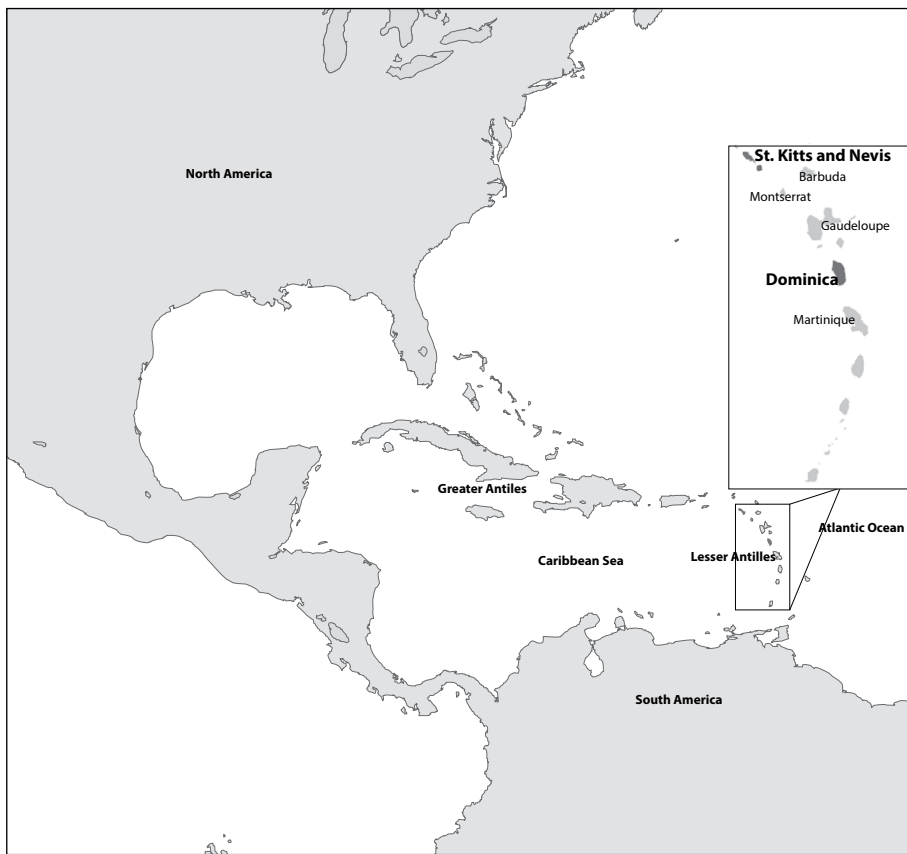 St. Kitts and Nevis
North America
Barbuda
Montserrat
Gaudeloupe
Dominica
Martinique
Greater Antiles
Atlantic Ocean
Caribbean Sea
Lesser Antilles
South America